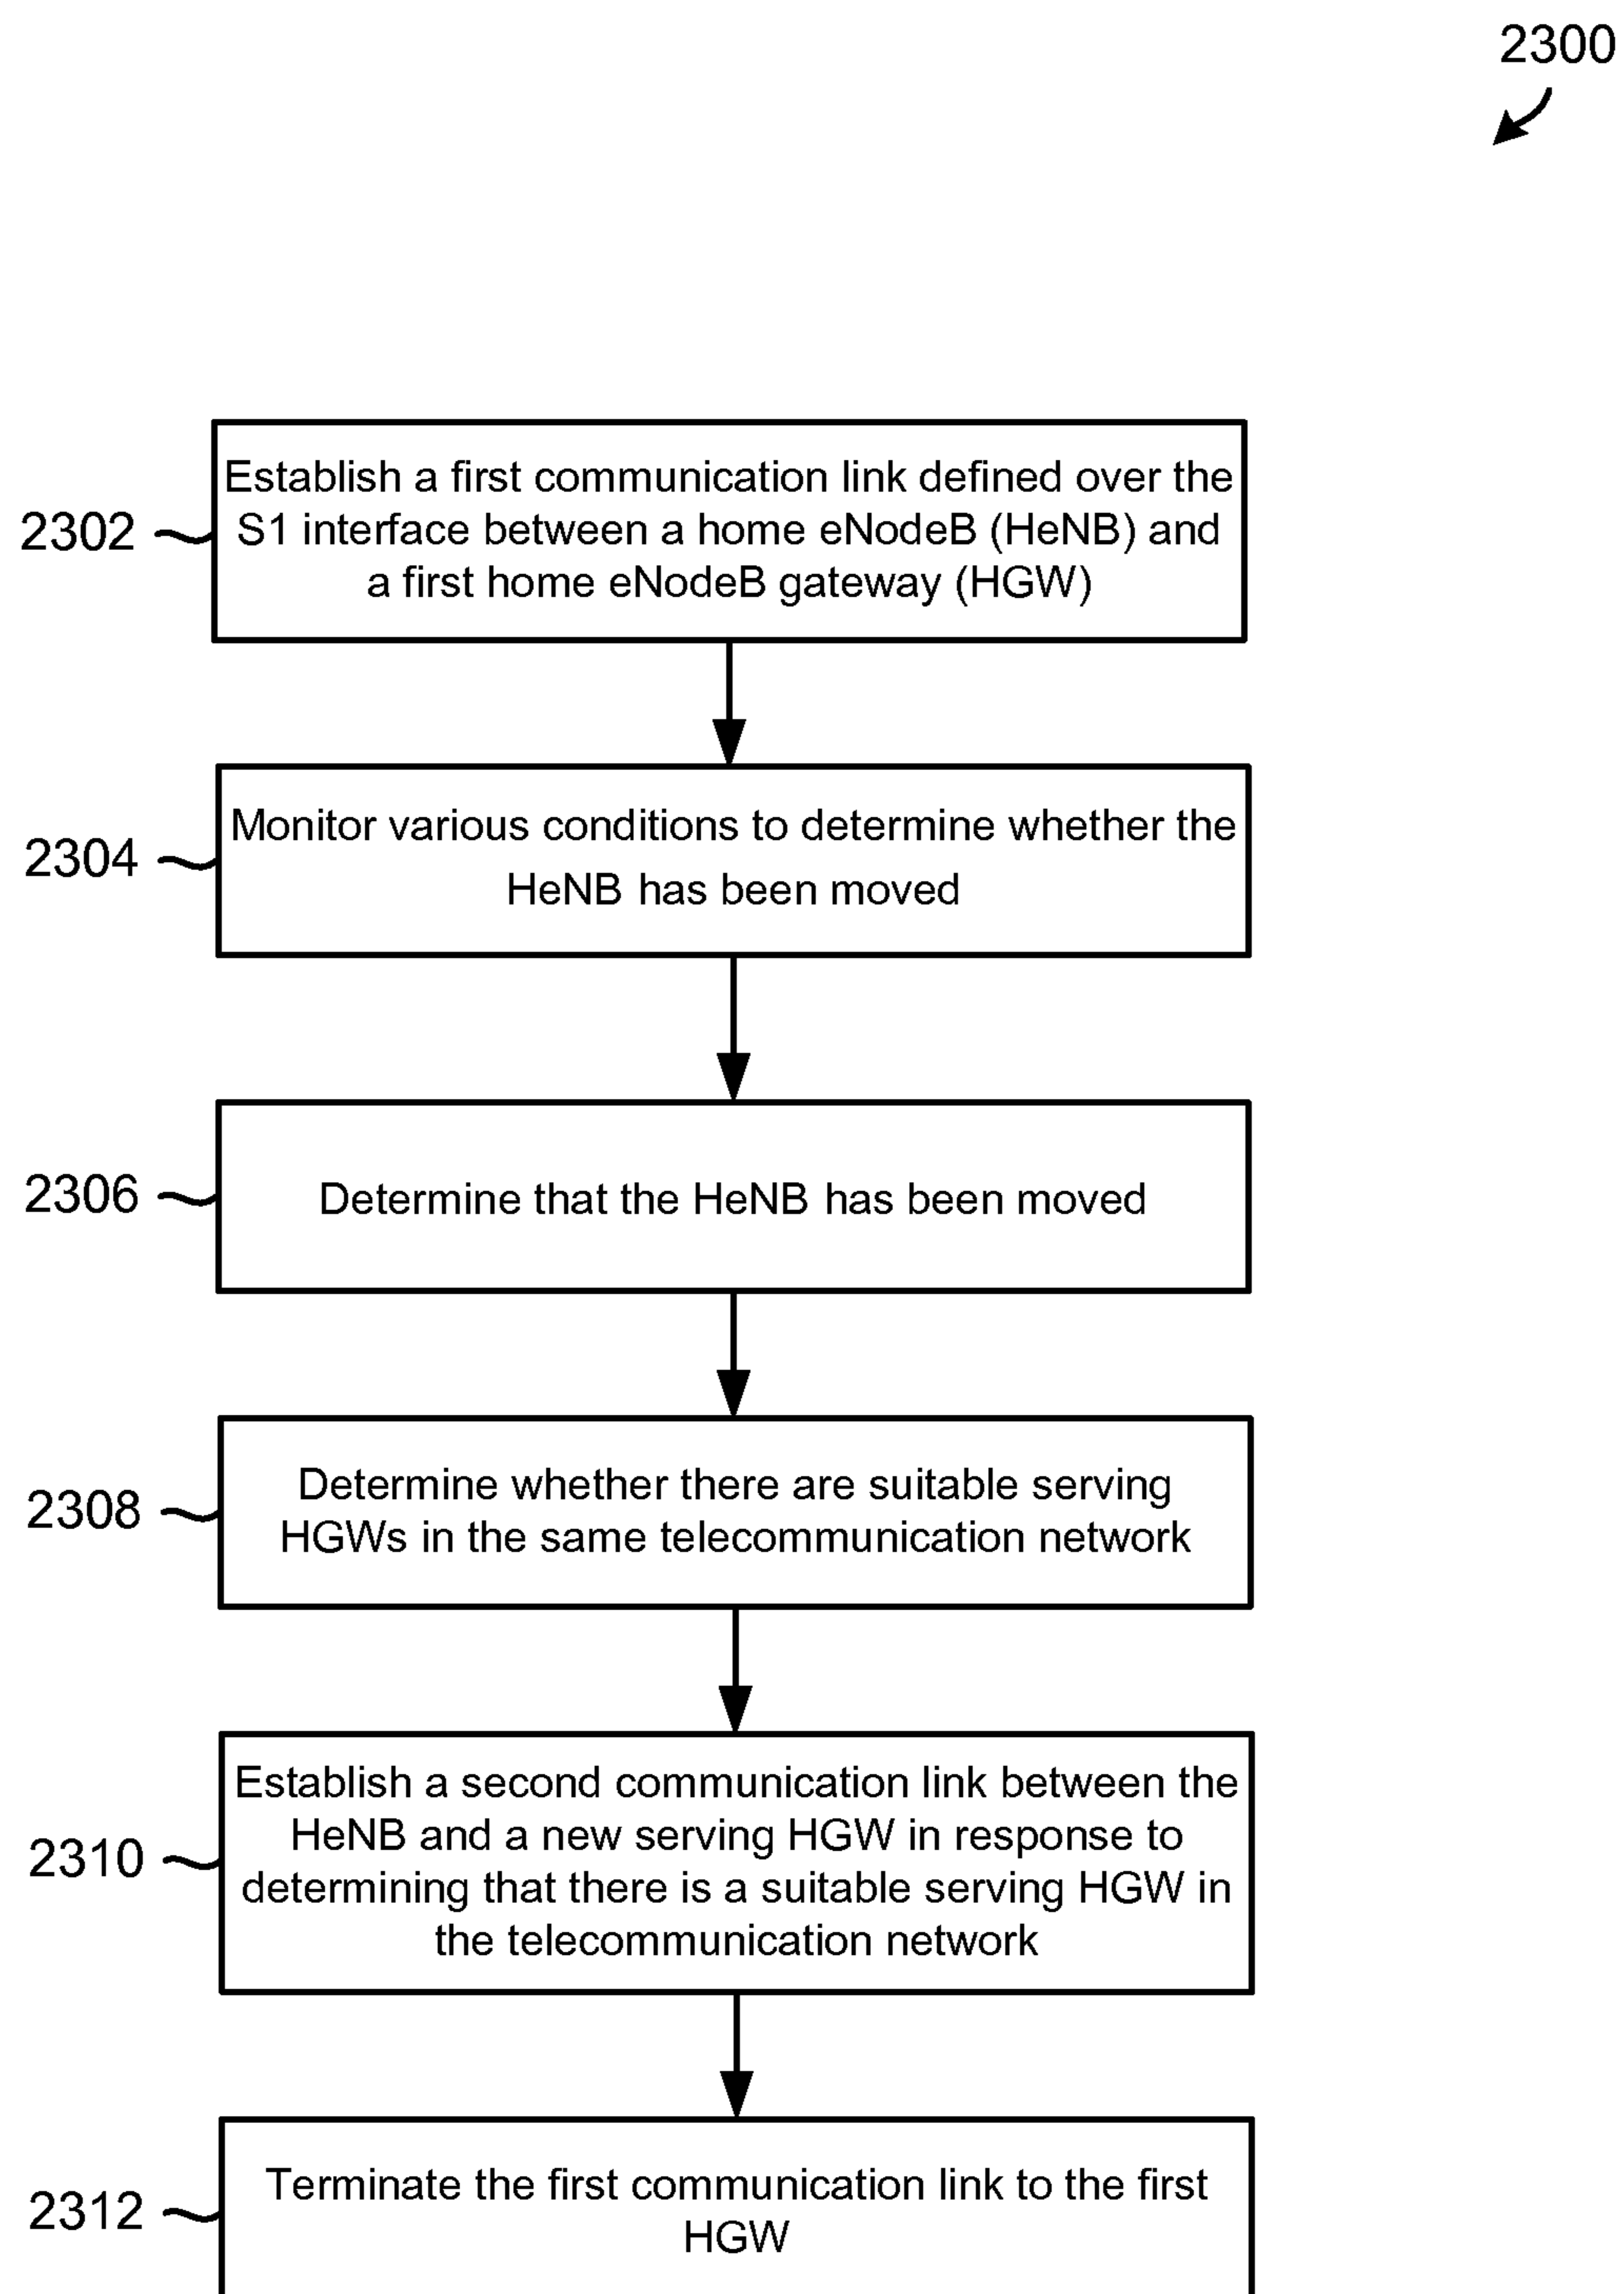 2300
2302
Establish a first communication link defined over the
S1 interface between a home eNodeB (HeNB) and
a first home eNodeB gateway (HGW)
2304
Monitor various conditions to determine whether the
HeNB has been moved
2306
Determine that the HeNB has been moved
2308
Determine whether there are suitable serving
HGWs in the same telecommunication network
2310
Establish a second communication link between the
HeNB and a new serving HGW in response to
determining that there is a suitable serving HGW in
the telecommunication network
2312
Terminate the first communication link to the first
HGW